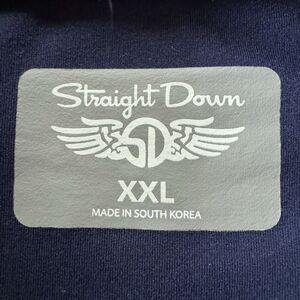 Straight Down
SD
XXL
MADE IN SOUTH KOREA